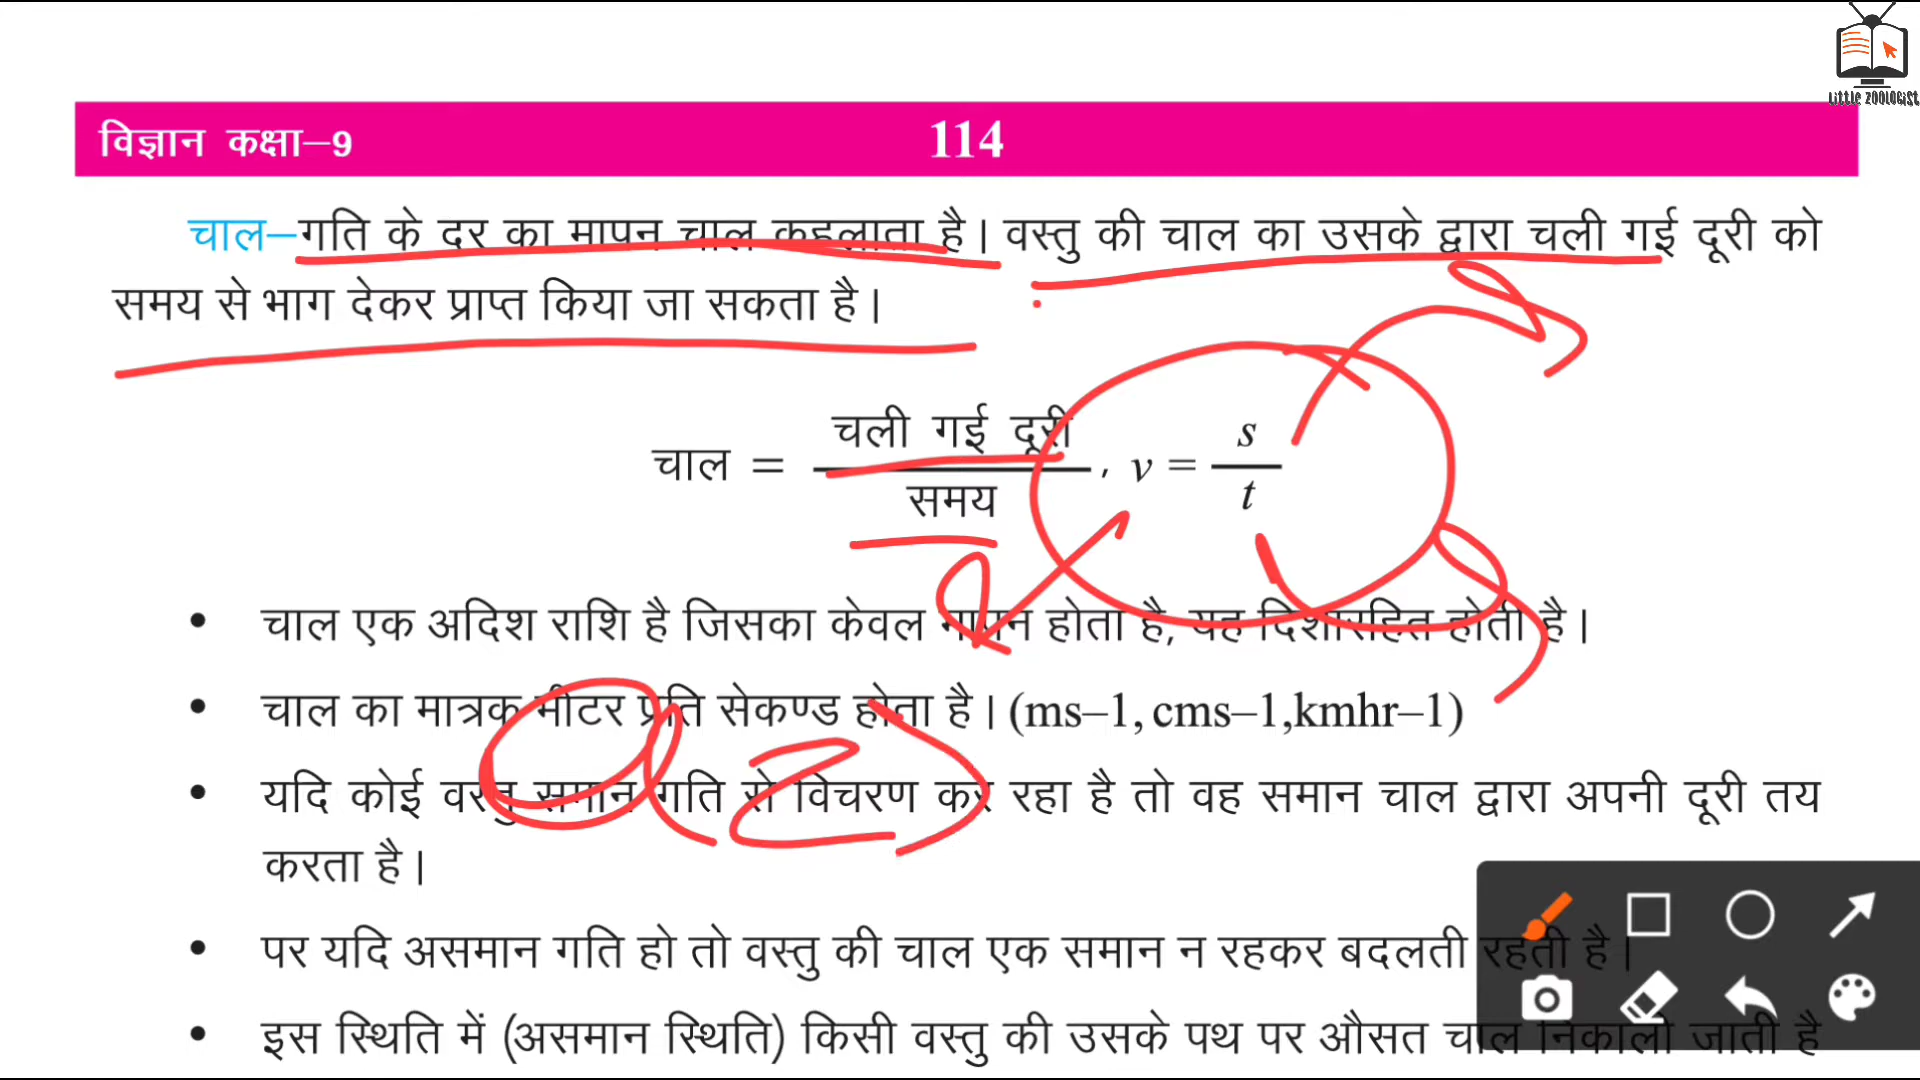 Little ZOOLOGIST
विज्ञान कक्षा–9 114
चाल–गति के दर का मापन चाल कहलाता है। वस्तु की चाल का उसके द्वारा चली गई दूरी को
समय से भाग देकर प्राप्त किया जा सकता है।
चाल = चली गई दूरी / समय , v = s / t
• चाल एक अदिश राशि है जिसका केवल मापन होता है, यह दिशारहित होती है।
• चाल का मात्रक मीटर प्रति सेकण्ड होता है। (ms–1, cms–1,kmhr–1)
• यदि कोई वस्तु समान गति से विचरण कर रहा है तो वह समान चाल द्वारा अपनी दूरी तय
करता है।
• पर यदि असमान गति हो तो वस्तु की चाल एक समान न रहकर बदलती रहती है।
• इस स्थिति में (असमान स्थिति) किसी वस्तु की उसके पथ पर औसत चाल निकाली जाती है